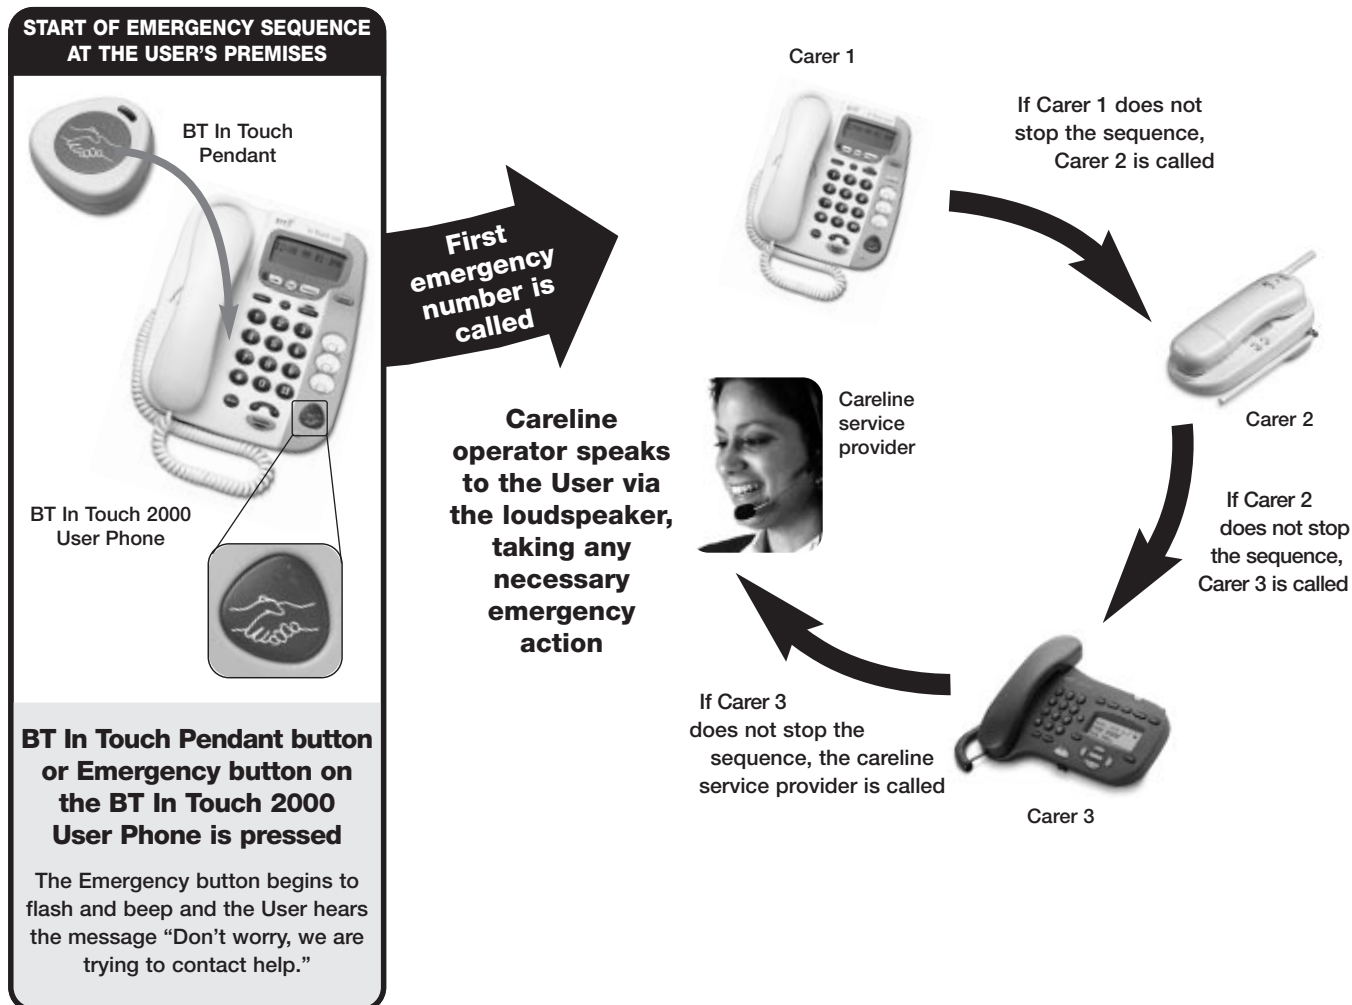 START OF EMERGENCY SEQUENCE
AT THE USER'S PREMISES
BT In Touch
Pendant
BT In Touch 2000
User Phone
BT In Touch Pendant button
or Emergency button on
the BT In Touch 2000
User Phone is pressed
The Emergency button begins to
flash and beep and the User hears
the message “Don't worry, we are
trying to contact help.”
First
emergency
number is
called
Carer 1
If Carer 1 does not
stop the sequence,
Carer 2 is called
Carer 2
If Carer 2
does not stop
the sequence,
Carer 3 is called
Carer 3
If Carer 3
does not stop the
sequence, the careline
service provider is called
Careline
service
provider
Careline
operator speaks
to the User via
the loudspeaker,
taking any
necessary
emergency
action